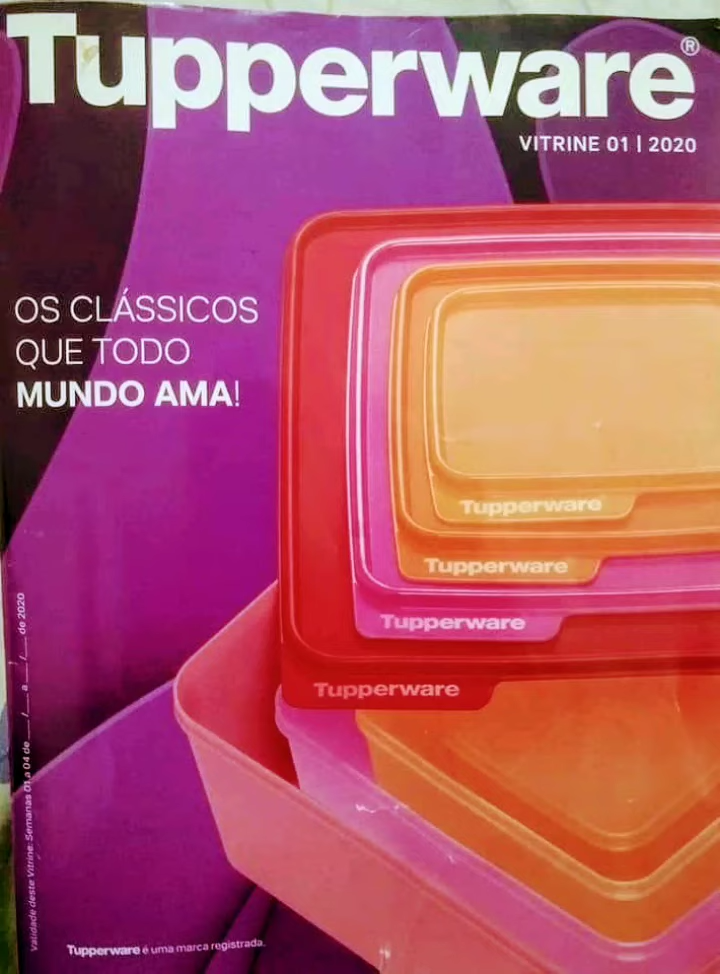 Tupperware®
VITRINE 01 | 2020
OS CLÁSSICOS
QUE TODO
MUNDO AMA!
Tupperware
Tupperware
Tupperware
Tupperware
Validade deste Vitrine: Semanas 01 a 04 de ___ /___ a ___ /___ de 2020
Tupperware é uma marca registrada.